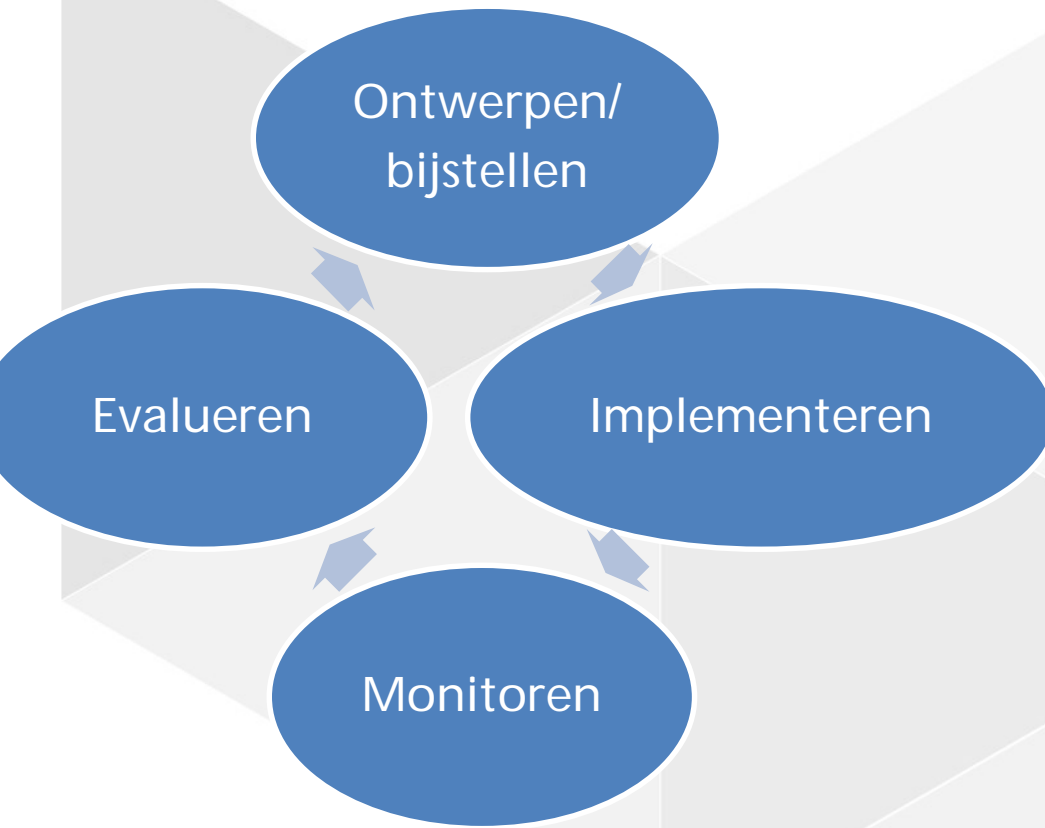 Ontwerpen/
bijstellen
Evalueren
Implementeren
Monitoren